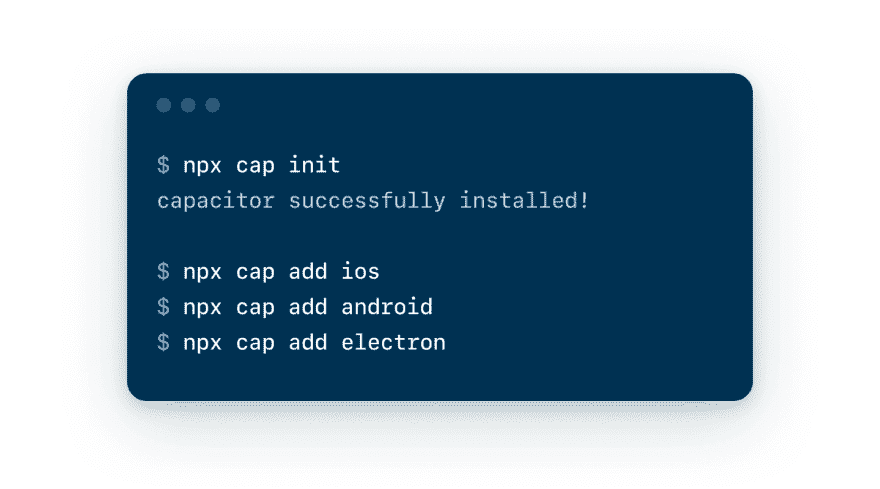 $ npx cap init
capacitor successfully installed!
$ npx cap add ios
$ npx cap add android
$ npx cap add electron